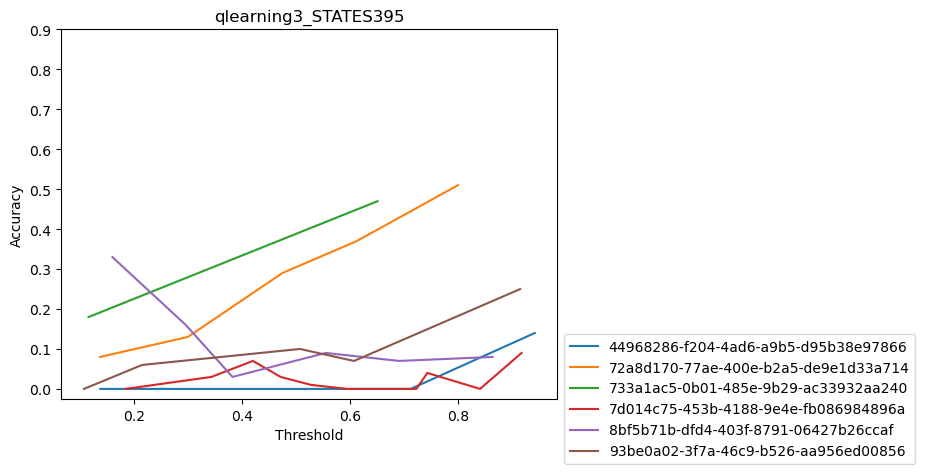 qlearning3_STATES395
0.9
0.8
0.7
0.6
0.5
0.4
0.3
0.2
0.1
0.0
Accuracy
0.2 0.4 0.6 0.8
Threshold
44968286-f204-4ad6-a9b5-d95b38e97866
72a8d170-77ae-400e-b2a5-de9e1d33a714
733a1ac5-0b01-485e-9b29-ac33932aa240
7d014c75-453b-4188-9e4e-fb086984896a
8bf5b71b-dfd4-403f-8791-06427b26ccaf
93be0a02-3f7a-46c9-b526-aa956ed00856